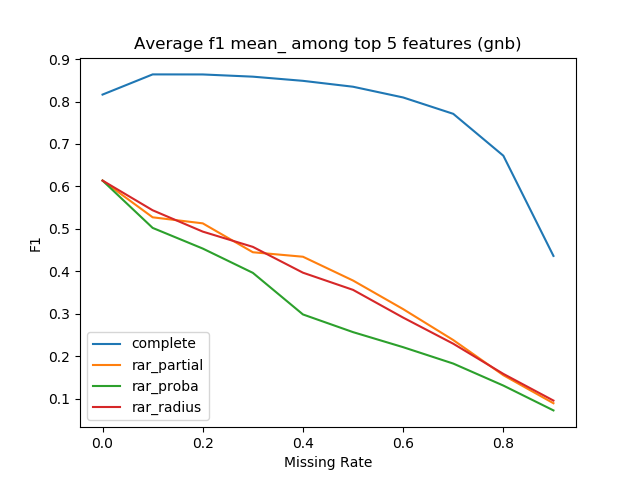 Average f1 mean_ among top 5 features (gnb)
0.9
0.8
0.7
0.6
0.5
0.4
0.3
0.2
0.1
F1
complete
rar_partial
rar_proba
rar_radius
0.0 0.2 0.4 0.6 0.8
Missing Rate